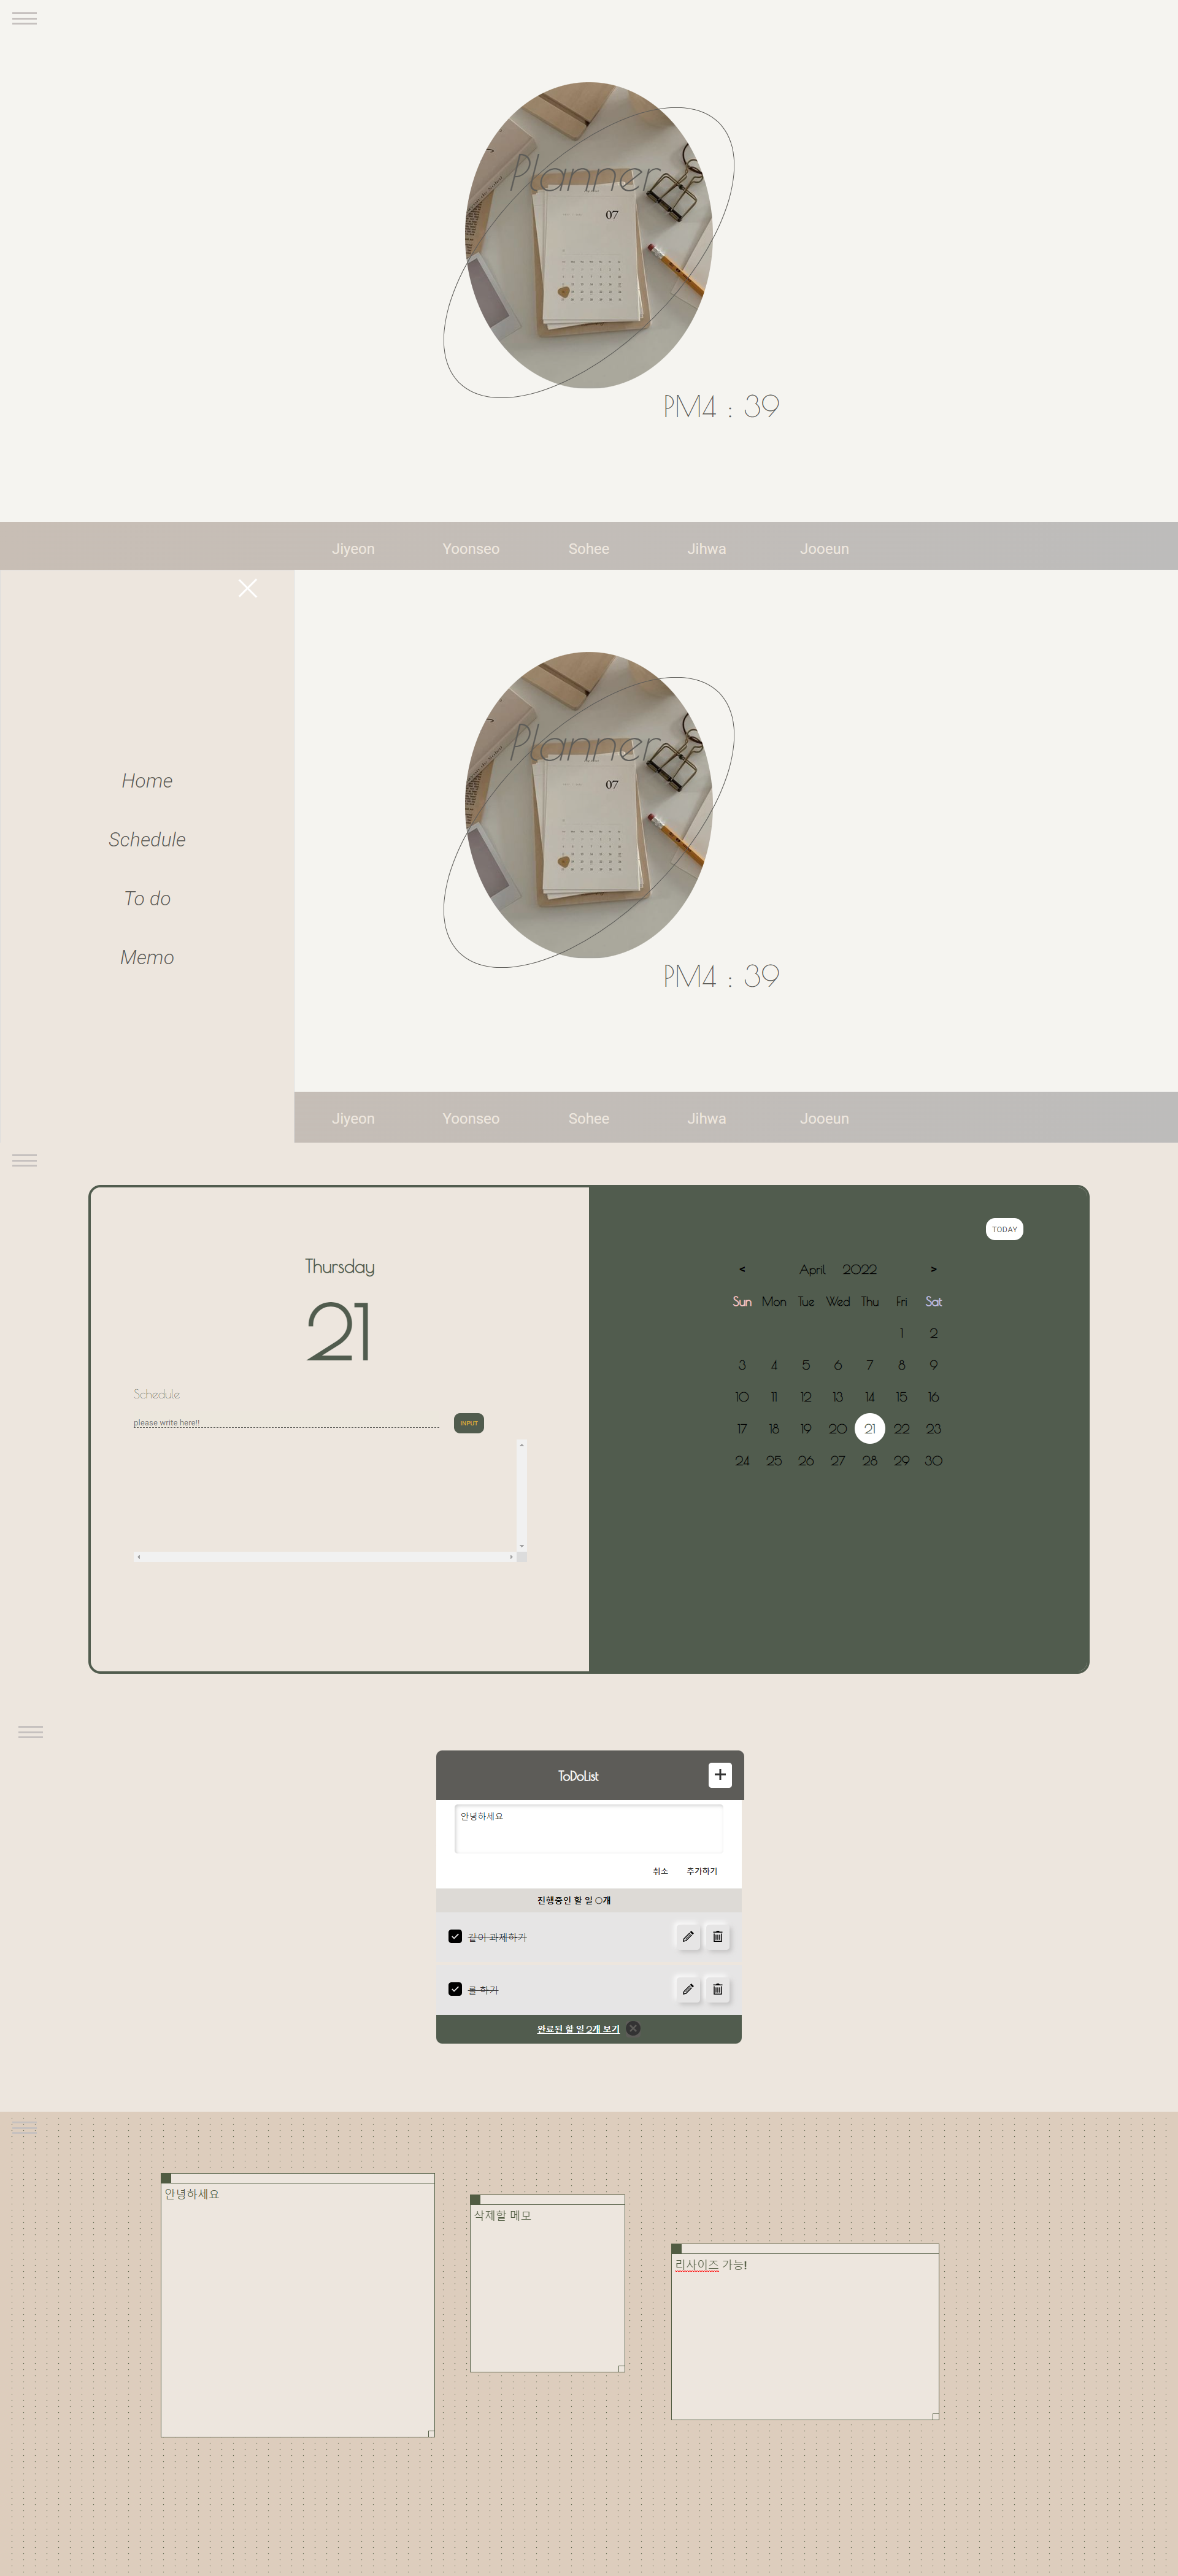 Planner
07
PM4 : 39
Jiyeon Yoonseo Sohee Jihwa Jooeun
Planner
07
Home
Schedule
To do
Memo
PM4 : 39
Jiyeon Yoonseo Sohee Jihwa Jooeun
Thursday
21
Schedule
please write here!!
INPUT
TODAY
< April 2022 >
Sun Mon Tue Wed Thu Fri Sat
1 2
3 4 5 6 7 8 9
10 11 12 13 14 15 16
17 18 19 20 21 22 23
24 25 26 27 28 29 30
ToDoList
안녕하세요
취소 추가하기
진행중인 할 일 0개
같이 과제하기
롤 하기
완료된 할 일 2개 보기
안녕하세요
삭제할 메모
리사이즈 가능!